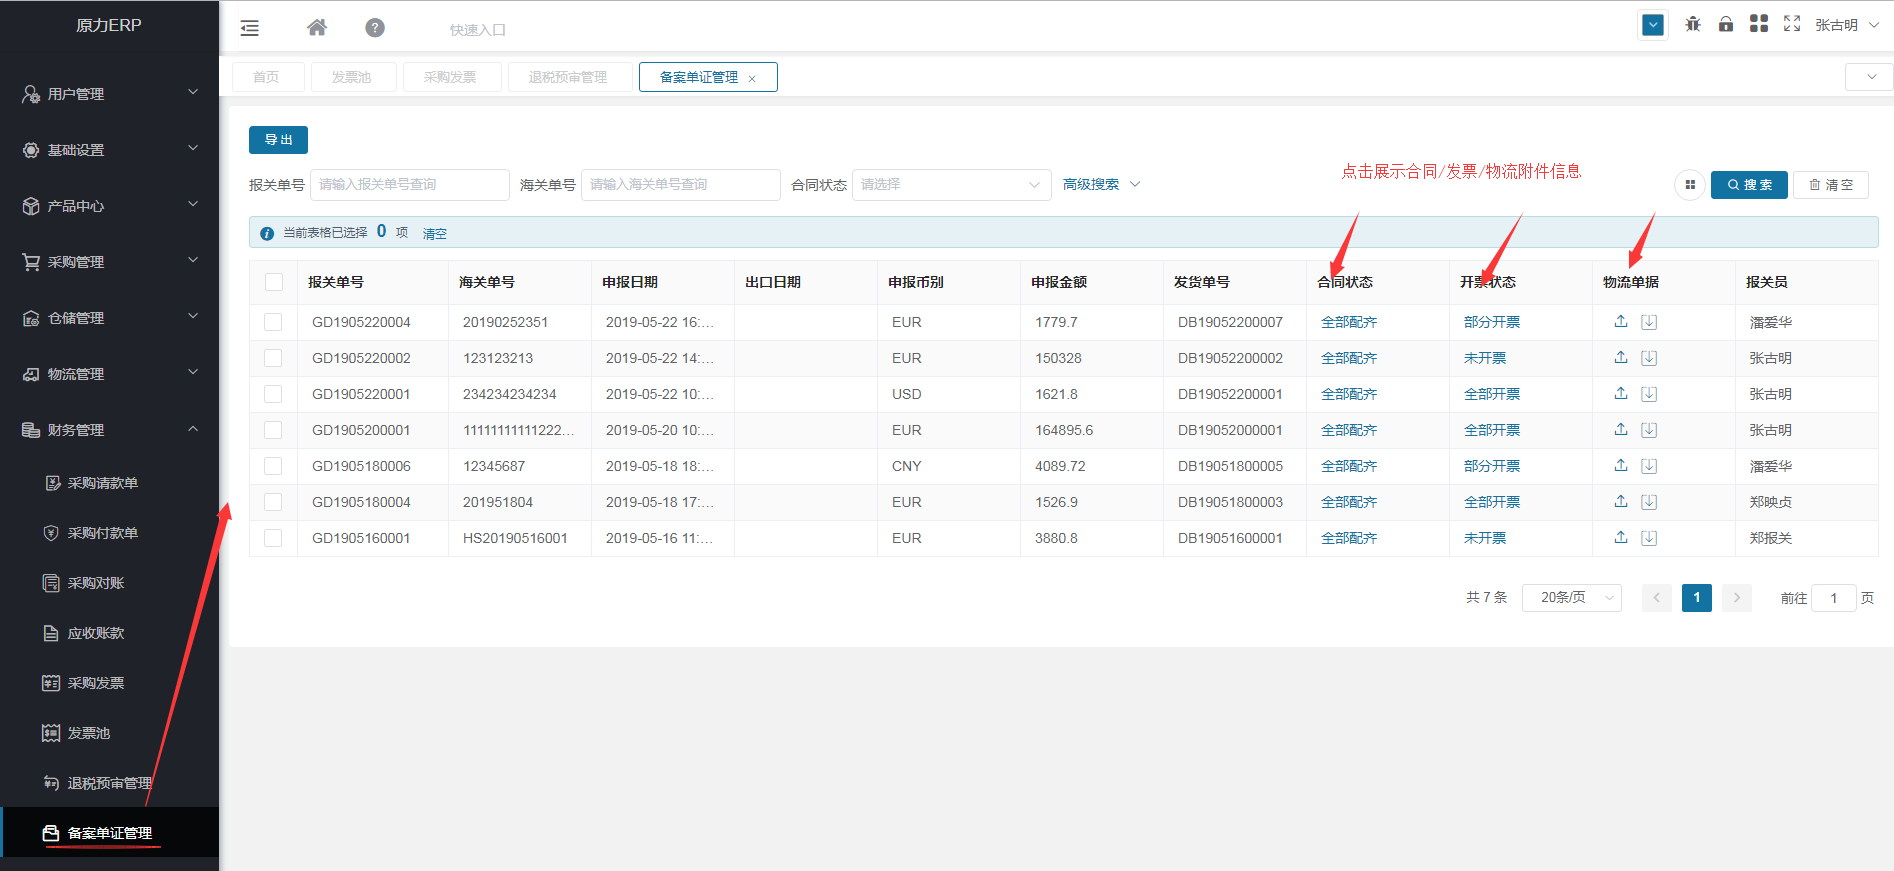 原力ERP
快速入口
张古明
用户管理
基础设置
产品中心
采购管理
仓储管理
物流管理
财务管理
采购请款单
采购付款单
采购对账
应收账款
采购发票
发票池
退税预审管理
备案单证管理
首页 发票池 采购发票 退税预审管理 备案单证管理
导出
报关单号 请输入报关单号查询 海关单号 请输入海关单号查询 合同状态 请选择 高级搜索
点击展示合同/发票/物流附件信息
搜索 清空
当前表格已选择 0 项 清空
报关单号 海关单号 申报日期 出口日期 申报币别 申报金额 发货单号 合同状态 开票状态 物流单据 报关员
GD1905220004 20190252351 2019-05-22 16:... EUR 1779.7 DB19052200007 全部配齐 部分开票 潘爱华
GD1905220002 123123213 2019-05-22 14:... EUR 150328 DB19052200002 全部配齐 未开票 张古明
GD1905220001 234234234234 2019-05-22 10:... USD 1621.8 DB19052200001 全部配齐 全部开票 张古明
GD1905200001 11111111111222... 2019-05-20 10:... EUR 164895.6 DB19052000001 全部配齐 全部开票 张古明
GD1905180006 12345687 2019-05-18 18:... CNY 4089.72 DB19051800005 全部配齐 部分开票 潘爱华
GD1905180004 201951804 2019-05-18 17:... EUR 1526.9 DB19051800003 全部配齐 全部开票 郑映贞
GD1905160001 HS20190516001 2019-05-16 11:... EUR 3880.8 DB19051600001 全部配齐 未开票 郑报关
共 7 条 20条/页 1 前往 1 页